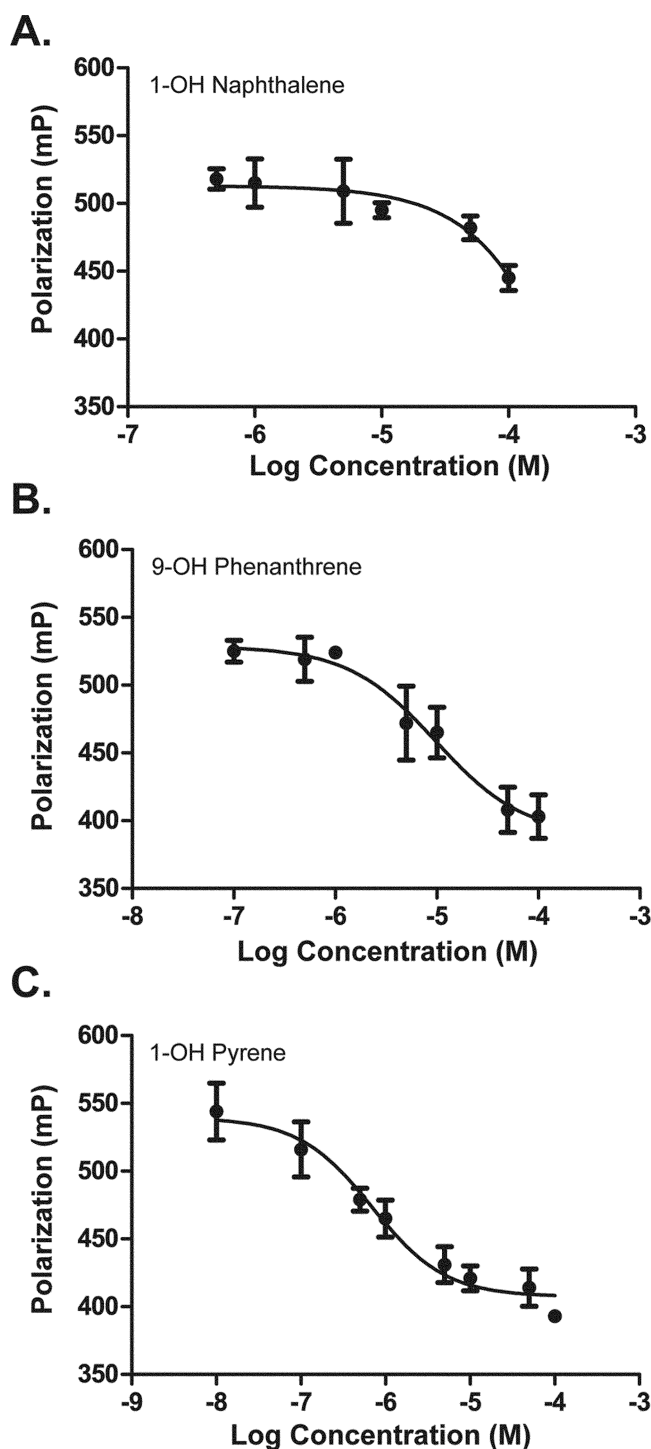 A.
600
1-OH Naphthalene
550
500
450
400
350
Polarization (mP)
-7 -6 -5 -4 -3
Log Concentration (M)
B.
600
9-OH Phenanthrene
550
500
450
400
350
Polarization (mP)
-8 -7 -6 -5 -4 -3
Log Concentration (M)
C.
600
1-OH Pyrene
550
500
450
400
350
Polarization (mP)
-9 -8 -7 -6 -5 -4 -3
Log Concentration (M)